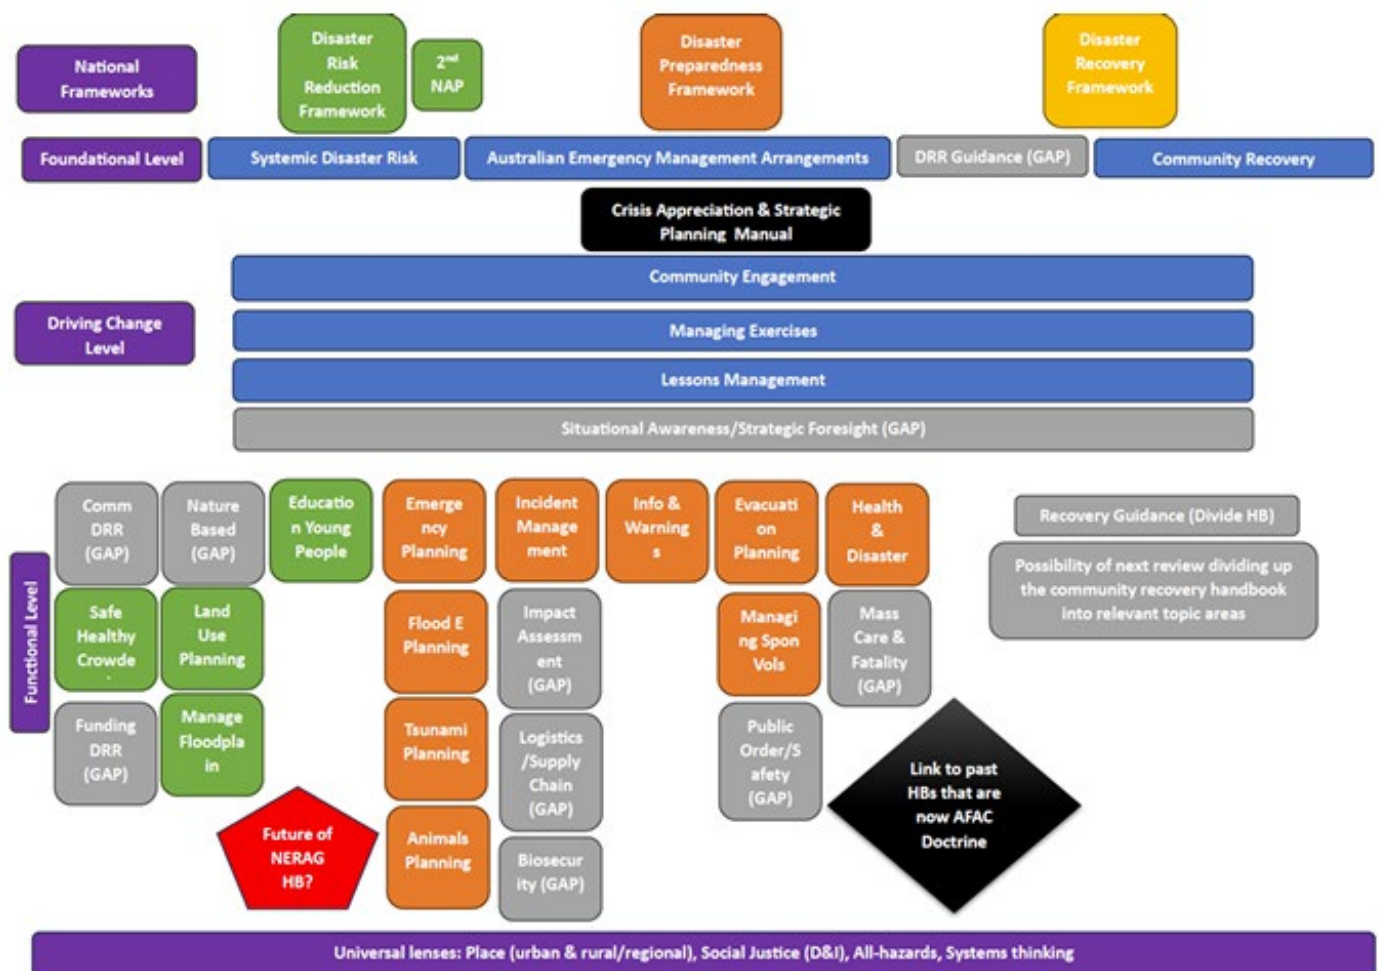 National
Frameworks
Disaster
Risk
Reduction
Framework
2nd
NAP
Disaster
Preparedness
Framework
Disaster
Recovery
Framework
Foundational Level
Systemic Disaster Risk
Australian Emergency Management Arrangements
DRR Guidance (GAP)
Community Recovery
Crisis Appreciation & Strategic
Planning Manual
Driving Change
Level
Community Engagement
Managing Exercises
Lessons Management
Situational Awareness/Strategic Foresight (GAP)
Functional Level
Comm
DRR
(GAP)
Nature
Based
(GAP)
Educatio
n Young
People
Emerge
ncy
Planning
Incident
Manage
ment
Info &
Warning
s
Evacuati
on
Planning
Health
&
Disaster
Recovery Guidance (Divide HB)
Possibility of next review dividing up
the community recovery handbook
into relevant topic areas
Safe
Healthy
Crowde
Land
Use
Planning
Flood E
Planning
Impact
Assessm
ent
(GAP)
Managi
ng Spon
Vols
Mass
Care &
Fatality
(GAP)
Funding
DRR
(GAP)
Manage
Floodpla
in
Tsunami
Planning
Logistics
/Supply
Chain
(GAP)
Public
Order/S
afety
(GAP)
Link to past
HBs that are
now AFAC
Doctrine
Future of
NERAG
HB?
Animals
Planning
Biosecur
ity (GAP)
Universal lenses: Place (urban & rural/regional), Social Justice (D&I), All-hazards, Systems thinking